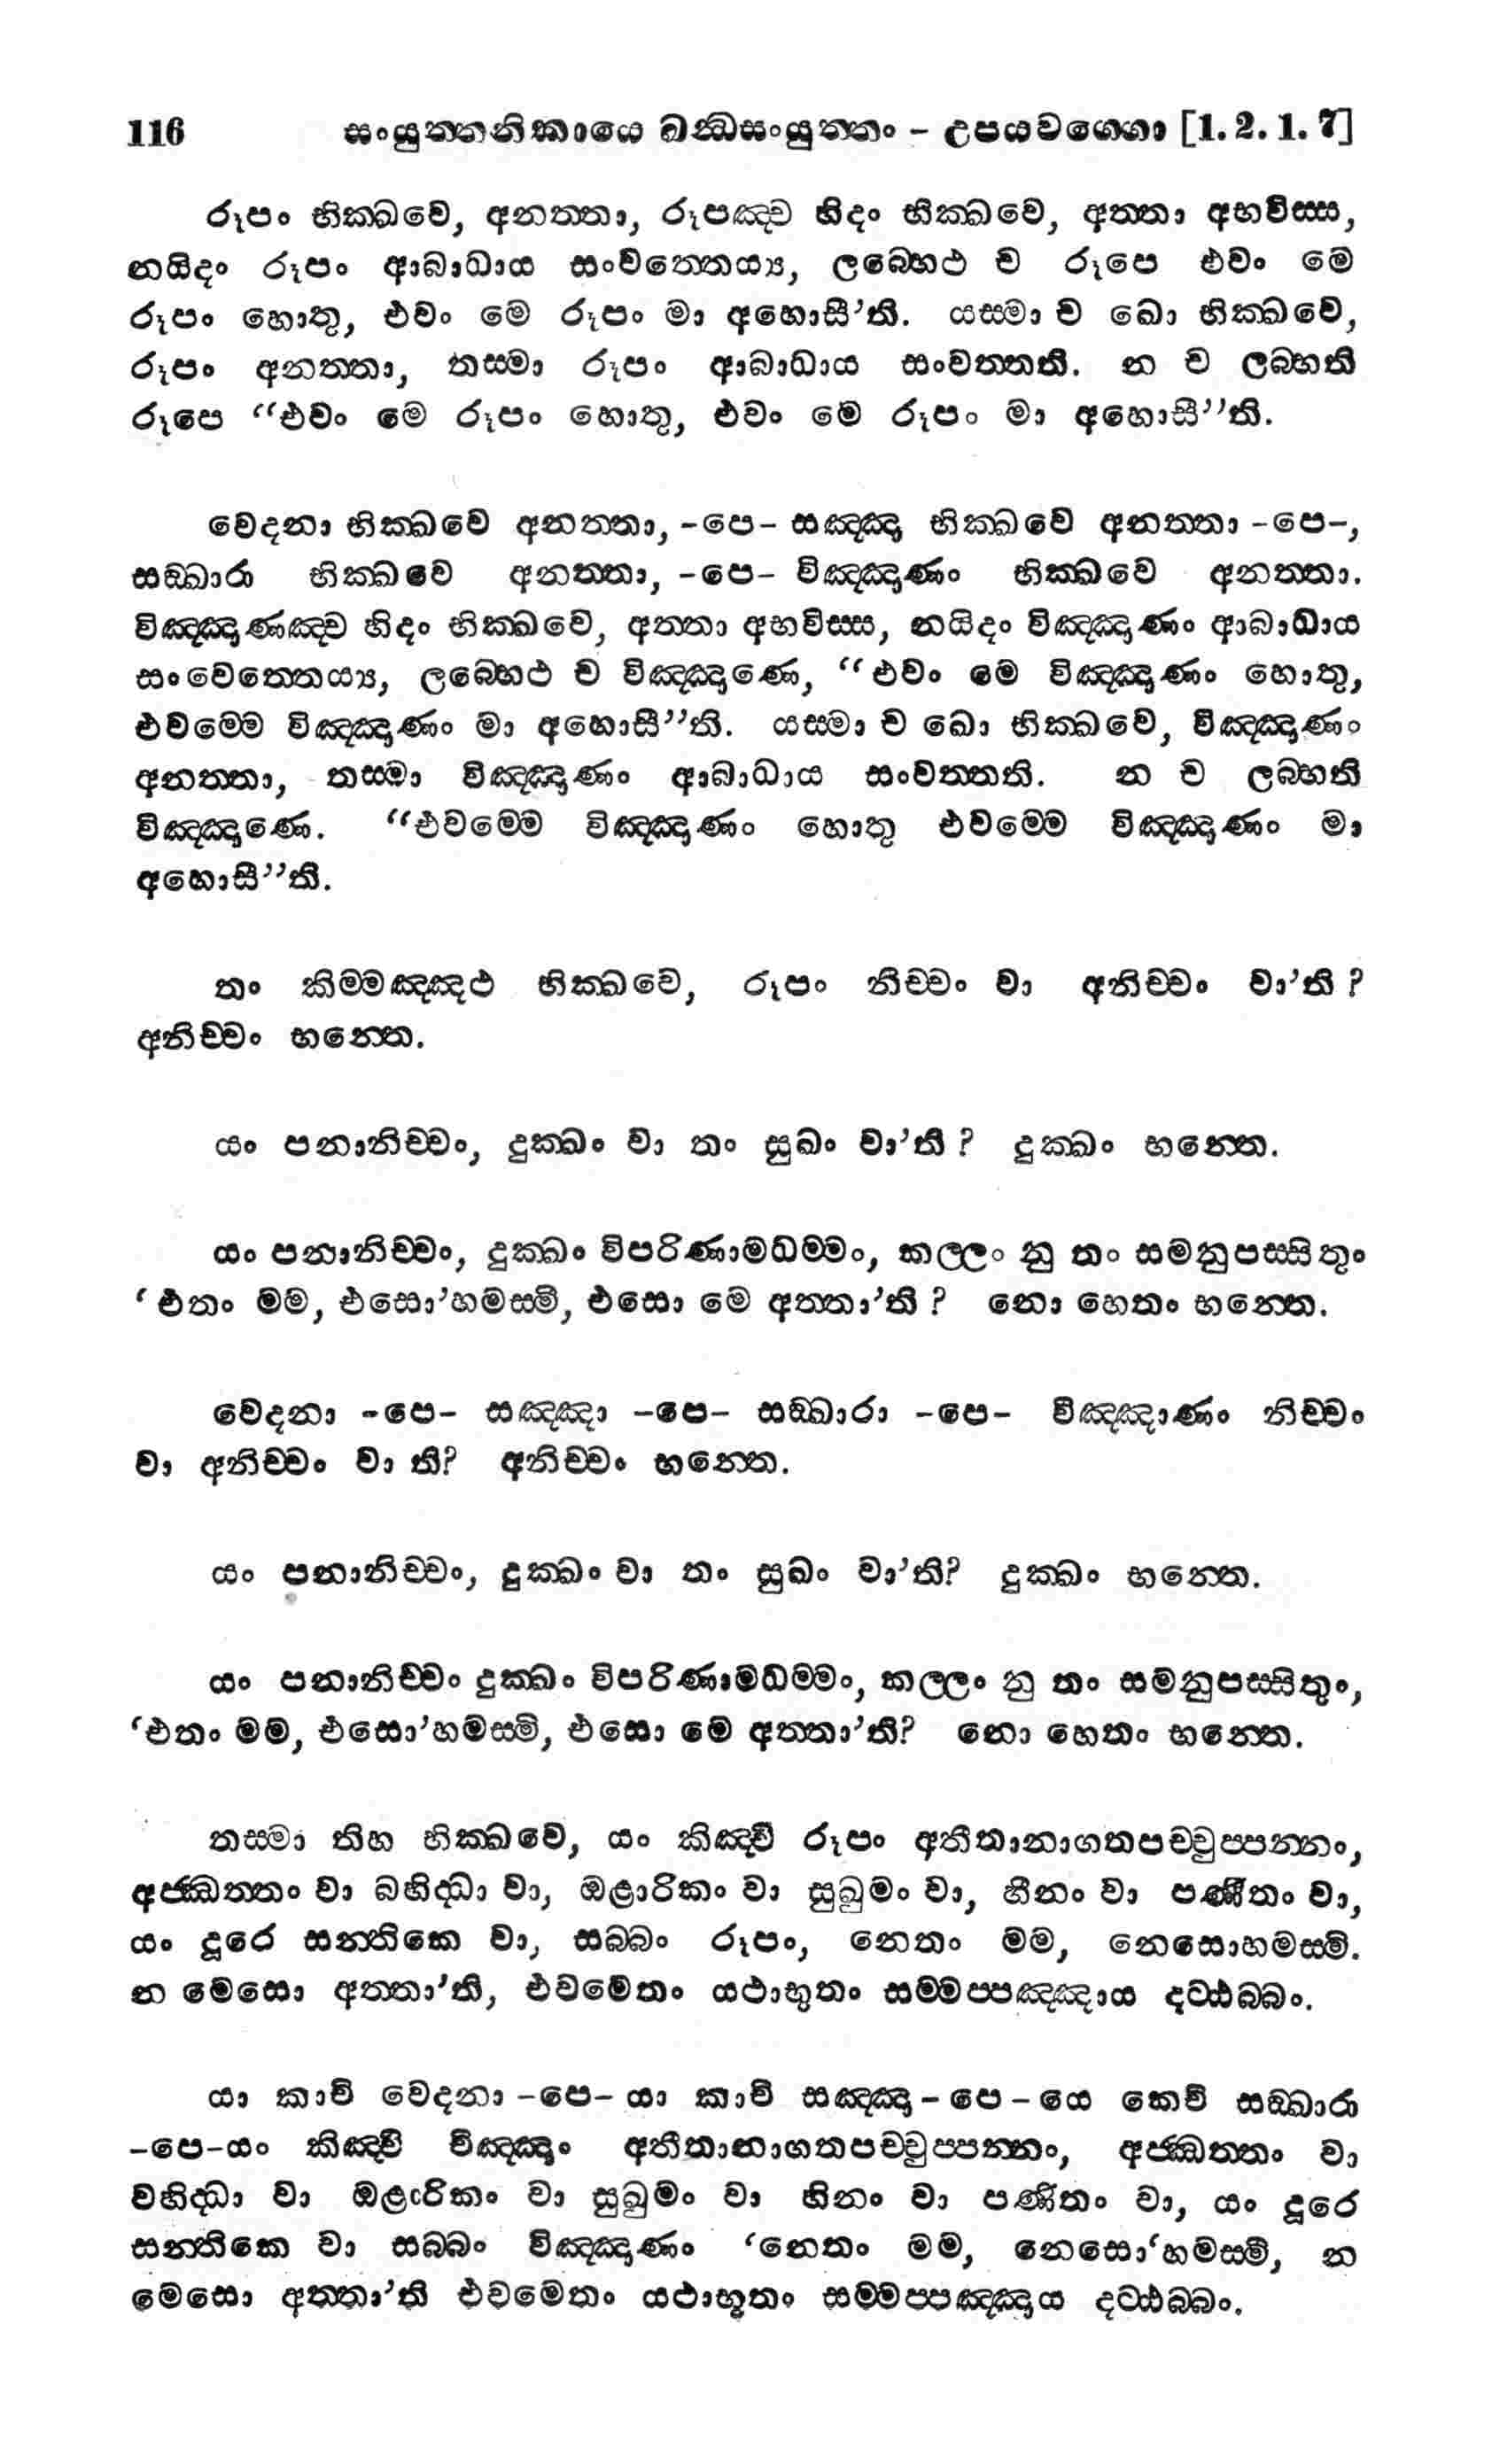 116 සංයුත්තනිකායෙ ඛන්ධසංයුත්තං - උපයවග්ගො [1. 2. 1. 7]
රූපං භික්ඛවෙ, අනත්තා, රූපඤ්ච හිදං භික්ඛවෙ, අත්තා අභවිස්ස,
නයිදං රූපං ආබාධාය සංවත්තෙය්‍ය, ලබ්භෙථ ච රූපෙ එවං මෙ
රූපං හොතු, එවං මෙ රූපං මා අහොසී’ති. යස්මා ච ඛො භික්ඛවෙ,
රූපං අනත්තා, තස්මා රූපං ආබාධාය සංවත්තති. න ච ලබ්භති
රූපෙ “එවං මෙ රූපං හොතු, එවං මෙ රූපං මා අහොසී”ති.
වෙදනා භික්ඛවෙ අනත්තා, -පෙ- සඤ්ඤා භික්ඛවෙ අනත්තා -පෙ-,
සඞ්ඛාරා භික්ඛවෙ අනත්තා, -පෙ- විඤ්ඤාණං භික්ඛවෙ අනත්තා.
විඤ්ඤාණඤ්ච හිදං භික්ඛවෙ, අත්තා අභවිස්ස, නයිදං විඤ්ඤාණං ආබාධාය
සංවෙත්තෙය්‍ය, ලබ්භෙථ ච විඤ්ඤාණෙ, “එවං මෙ විඤ්ඤාණං හොතු,
එවම්මෙ විඤ්ඤාණං මා අහොසී”ති. යස්මා ච ඛො භික්ඛවෙ, විඤ්ඤාණං
අනත්තා, තස්මා විඤ්ඤාණං ආබාධාය සංවත්තති. න ච ලබ්භති
විඤ්ඤාණෙ. “එවම්මෙ විඤ්ඤාණං හොතු එවම්මෙ විඤ්ඤාණං මා
අහොසී”ති.
තං කිම්මඤ්ඤථ භික්ඛවෙ, රූපං නිච්චං වා අනිච්චං වා’ති?
අනිච්චං භන්තෙ.
යං පනානිච්චං, දුක්ඛං වා තං සුඛං වා’ති? දුක්ඛං භන්තෙ.
යං පනානිච්චං, දුක්ඛං විපරිණාමධම්මං, කල්ලං නු තං සමනුපස්සිතුං
‘එතං මම, එසො’හමස්මි, එසො මෙ අත්තා’ති? නො හෙතං භන්තෙ.
වෙදනා -පෙ- සඤ්ඤා -පෙ- සඞ්ඛාරා -පෙ- විඤ්ඤාණං නිච්චං
වා අනිච්චං වා ති? අනිච්චං භන්තෙ.
යං පනානිච්චං, දුක්ඛං වා තං සුඛං වා’ති? දුක්ඛං භන්තෙ.
යං පනානිච්චං දුක්ඛං විපරිණාමධම්මං, කල්ලං නු තං සමනුපස්සිතුං,
‘එතං මම, එසො’හමස්මි, එසො මෙ අත්තා’ති? නො හෙතං භන්තෙ.
තස්මා තිහ භික්ඛවෙ, යං කිඤ්චි රූපං අතීතානාගතපච්චුප්පන්නං,
අජ්ඣත්තං වා බහිද්ධා වා, ඔළාරිකං වා සුඛුමං වා, හීනං වා පණීතං වා,
යං දූරෙ සන්තිකෙ වා, සබ්බං රූපං, නෙතං මම, නෙසොහමස්මි.
න මෙසො අත්තා’ති, එවමෙතං යථාභුතං සම්මප්පඤ්ඤාය දට්ඨබ්බං.
යා කාචි වෙදනා -පෙ- යා කාචි සඤ්ඤා - පෙ - යෙ කෙචි සඞ්ඛාරා
-පෙ-යං කිඤ්චි විඤ්ඤාං අතීතානාගතපච්චුප්පන්නං, අජ්ඣත්තං වා
වහිද්ධා වා ඔළාරිකං වා සුඛුමං වා හිනං වා පණීතං වා, යං දූරෙ
සන්තිකෙ වා සබ්බං විඤ්ඤාණං ‘නෙතං මම, නෙසො‘හමස්මි, න
මෙසො අත්තා’ති එවමෙතං යථාභූතං සම්මප්පඤ්ඤාය දට්ඨබ්බං.